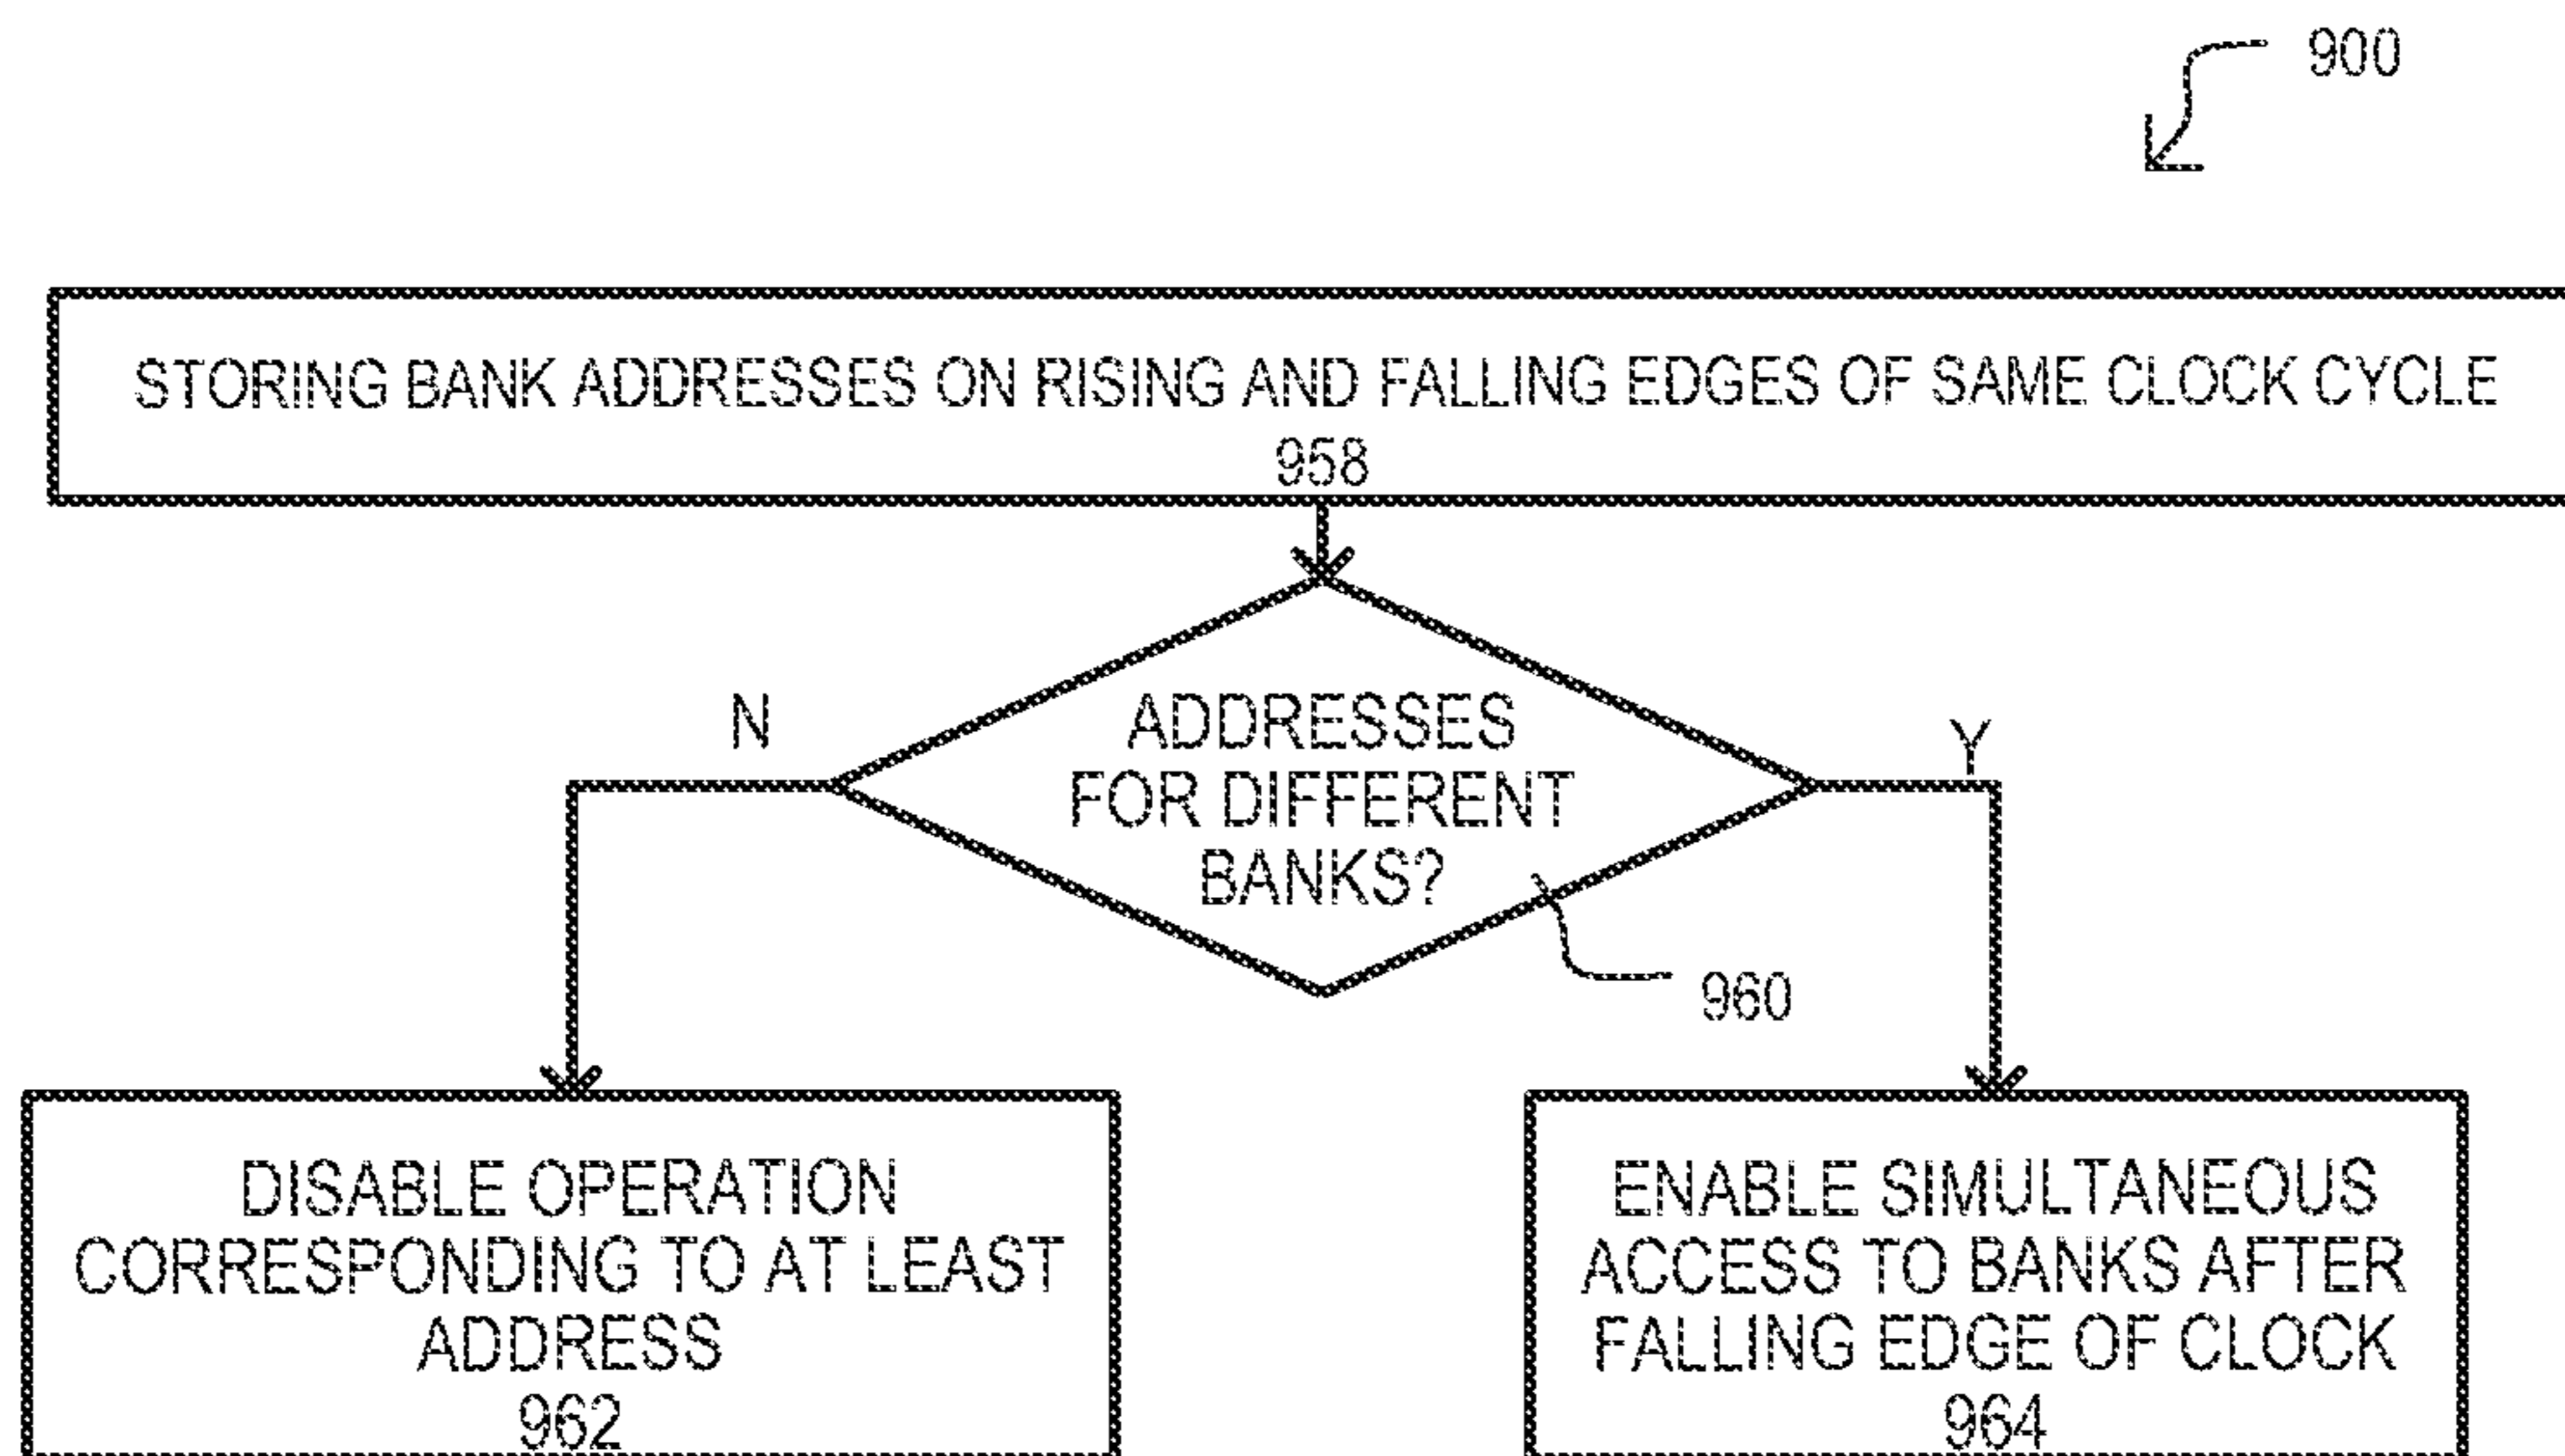 900
STORING BANK ADDRESSES ON RISING AND FALLING EDGES OF SAME CLOCK CYCLE
958
N
ADDRESSES
FOR DIFFERENT
BANKS?
Y
960
DISABLE OPERATION
CORRESPONDING TO AT LEAST
ADDRESS
962
ENABLE SIMULTANEOUS
ACCESS TO BANKS AFTER
FALLING EDGE OF CLOCK
964